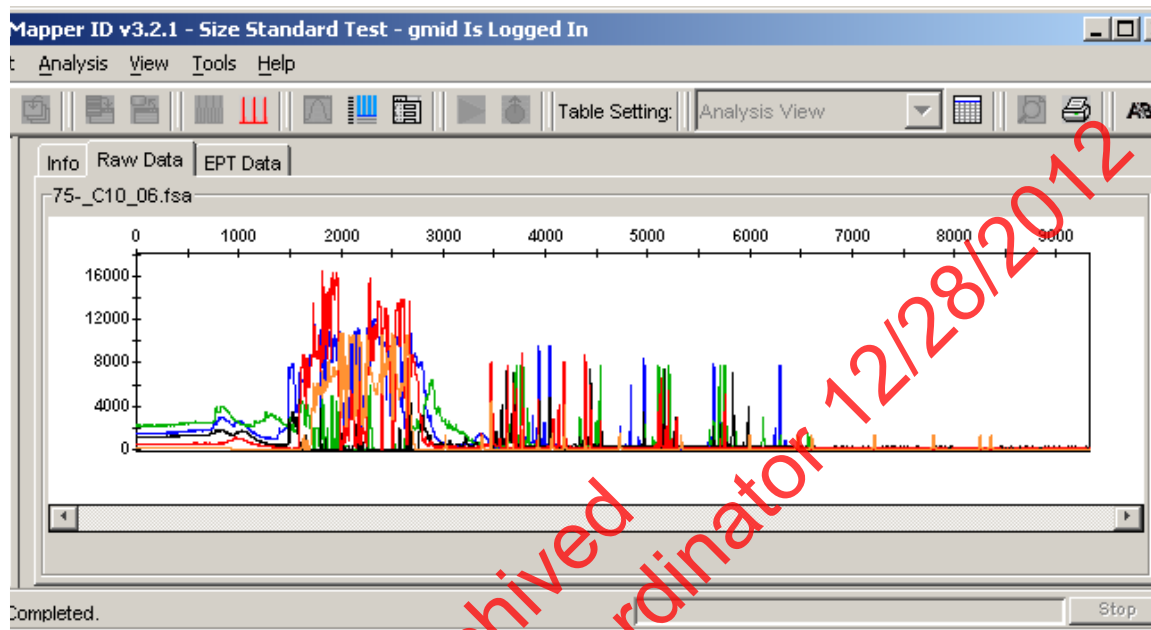 Mapper ID v3.2.1 - Size Standard Test - gmid Is Logged In
t Analysis View Tools Help
Table Setting: Analysis View AB
Info Raw Data EPT Data
75-_C10_06.fsa
0 1000 2000 3000 4000 5000 6000 7000 8000 9000
16000
12000
8000
4000
0
Completed.
Stop
hived
rdinator 12/28/2012